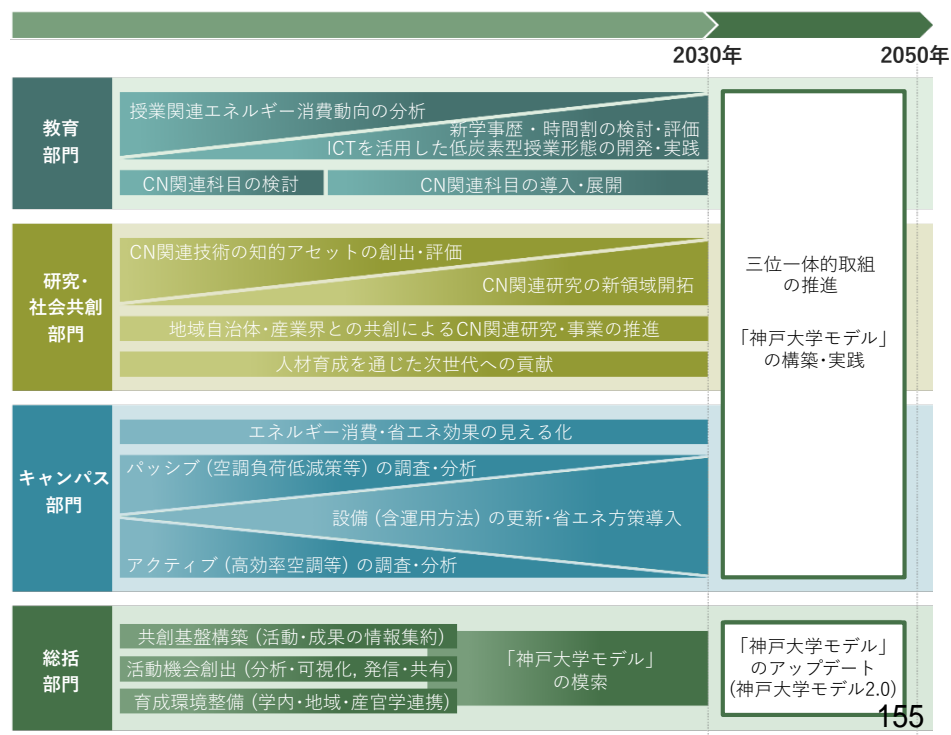 2030年
2050年
教育
部門
授業関連エネルギー消費動向の分析
新学事歴・時間割の検討・評価
ICTを活用した低炭素型授業形態の開発・実践
CN関連科目の検討
CN関連科目の導入・展開
研究・
社会共創
部門
CN関連技術の知的アセットの創出・評価
CN関連研究の新領域開拓
地域自治体・産業界との共創によるCN関連研究・事業の推進
人材育成を通じた次世代への貢献
三位一体的取組
の推進
「神戸大学モデル」
の構築・実践
キャンパス
部門
エネルギー消費・省エネ効果の見える化
パッシブ (空調負荷低減策等) の調査・分析
設備 (含運用方法) の更新・省エネ方策導入
アクティブ (高効率空調等) の調査・分析
総括
部門
共創基盤構築 (活動・成果の情報集約)
活動機会創出 (分析・可視化, 発信・共有)
育成環境整備 (学内・地域・産官学連携)
「神戸大学モデル」
の模索
「神戸大学モデル」
のアップデート
(神戸大学モデル2.0)
155